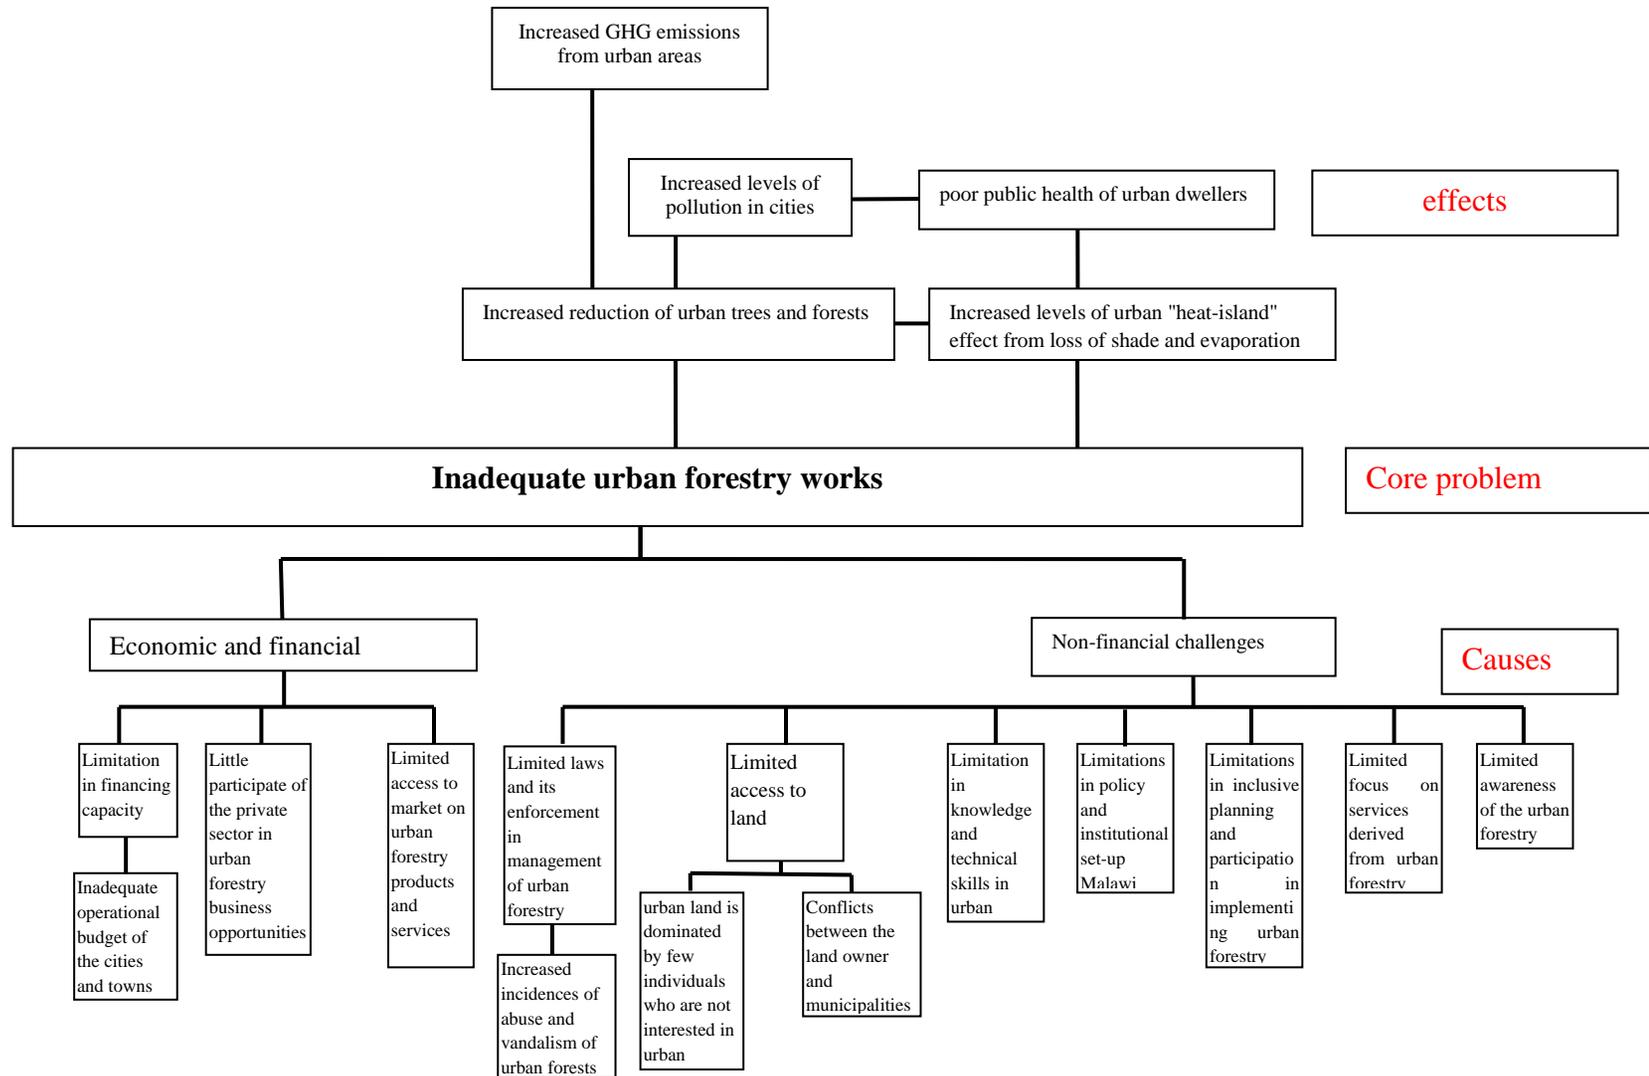 Increased GHG emissions
from urban areas
Increased levels of
pollution in cities
poor public health of urban dwellers
effects
Increased reduction of urban trees and forests
Increased levels of urban "heat-island"
effect from loss of shade and evaporation
Inadequate urban forestry works
Core problem
Economic and financial
Non-financial challenges
Causes
Limitation
in financing
capacity
Inadequate
operational
budget of
the cities
and towns
Little
participate of
the private
sector in
urban
forestry
business
opportunities
Limited
access to
market on
urban
forestry
products
and
services
Limited laws
and its
enforcement
in
management
of urban
forestry
Increased
incidences of
abuse and
vandalism of
urban forests
Limited
access to
land
urban land is
dominated
by few
individuals
who are not
interested in
urban
Conflicts
between the
land owner
and
municipalities
Limitation
in
knowledge
and
technical
skills in
urban
Limitations
in policy
and
institutional
set-up
Malawi
Limitations
in inclusive
planning
and
participatio
n in
implementi
ng urban
forestry
Limited
focus on
services
derived
from urban
forestry
Limited
awareness
of the urban
forestry